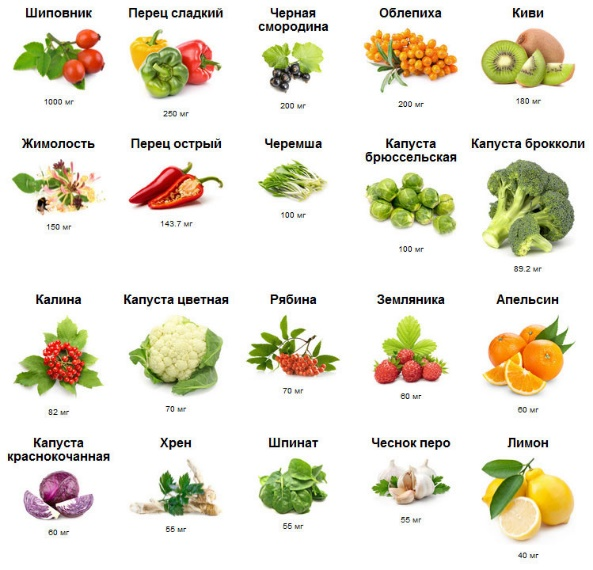 Шиповник
1000 мг
Перец сладкий
250 мг
Черная
смородина
200 мг
Облепиха
200 мг
Киви
180 мг
Жимолость
150 мг
Перец острый
143.7 мг
Черемша
100 мг
Капуста
брюссельская
100 мг
Капуста брокколи
89.2 мг
Калина
82 мг
Капуста цветная
70 мг
Рябина
70 мг
Земляника
60 мг
Апельсин
60 мг
Капуста
краснокочанная
60 мг
Хрен
55 мг
Шпинат
55 мг
Чеснок перо
55 мг
Лимон
40 мг